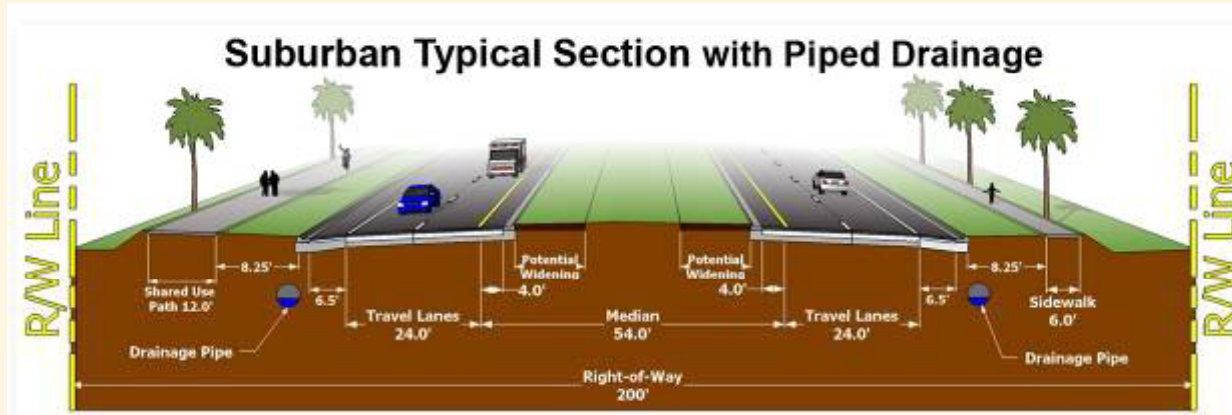 Suburban Typical Section with Piped Drainage
R/W Line
R/W Line
8.25'
Shared Use
Path 12.0'
6.5'
Potential
Widening
4.0'
Potential
Widening
4.0'
6.5'
8.25'
Sidewalk
6.0'
Travel Lanes
24.0'
Median
54.0'
Travel Lanes
24.0'
Drainage Pipe
Drainage Pipe
Right-of-Way
200'